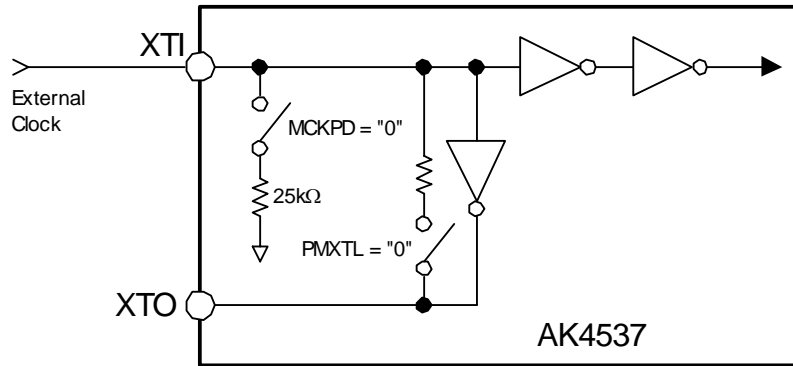 XTI
External
Clock
MCKPD = "0"
25kΩ
PMXTL = "0"
XTO
AK4537